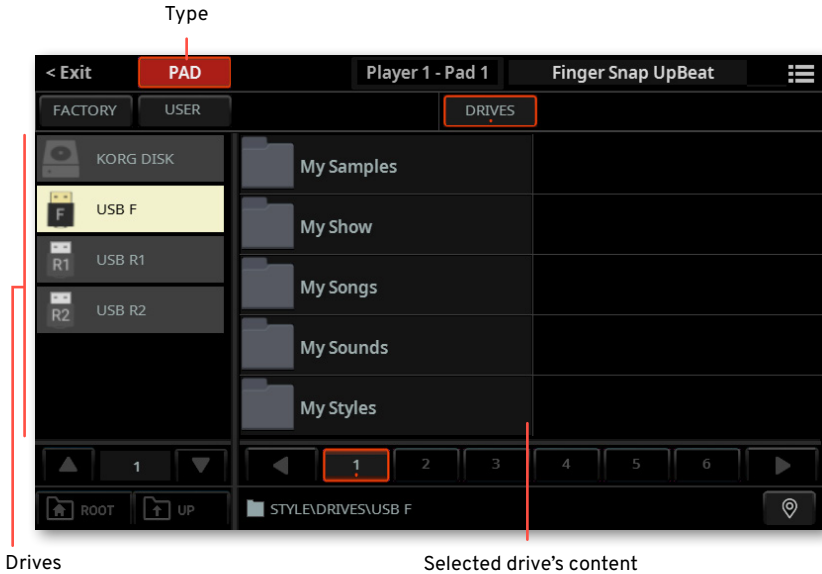 Type
< Exit PAD Player 1 - Pad 1 Finger Snap UpBeat
FACTORY USER DRIVES
KORG DISK
F USB F
R1 USB R1
R2 USB R2
My Samples
My Show
My Songs
My Sounds
My Styles
1 1 2 3 4 5 6
ROOT UP STYLE\DRIVES\USB F
Drives Selected drive's content